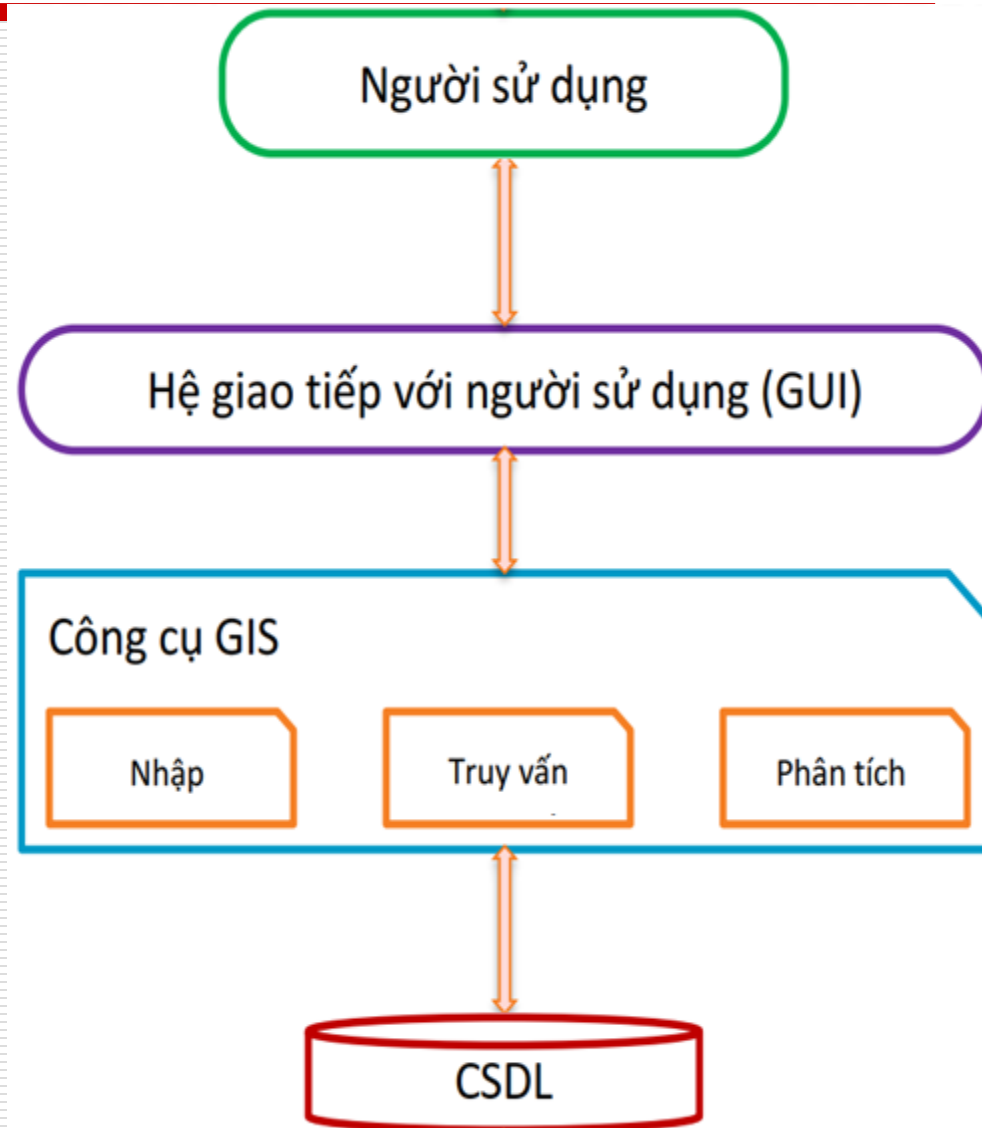 Người sử dụng
Hệ giao tiếp với người sử dụng (GUI)
Công cụ GIS
Nhập
Truy vấn
Phân tích
CSDL